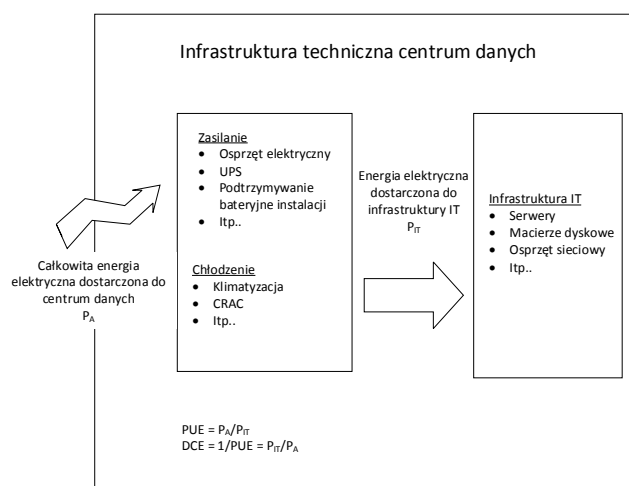 Infrastruktura techniczna centrum danych
Zasilanie
• Osprzęt elektryczny
• UPS
• Podtrzymywanie
bateryjne instalacji
• Itp..
Chłodzenie
• Klimatyzacja
• CRAC
• Itp..
Energia elektryczna
dostarczona do
infrastruktury IT
PIT
Infrastruktura IT
• Serwery
• Macierze dyskowe
• Osprzęt sieciowy
• Itp..
Całkowita energia
elektryczna dostarczona do
centrum danych
PA
PUE = PA/PIT
DCE = 1/PUE = PIT/PA